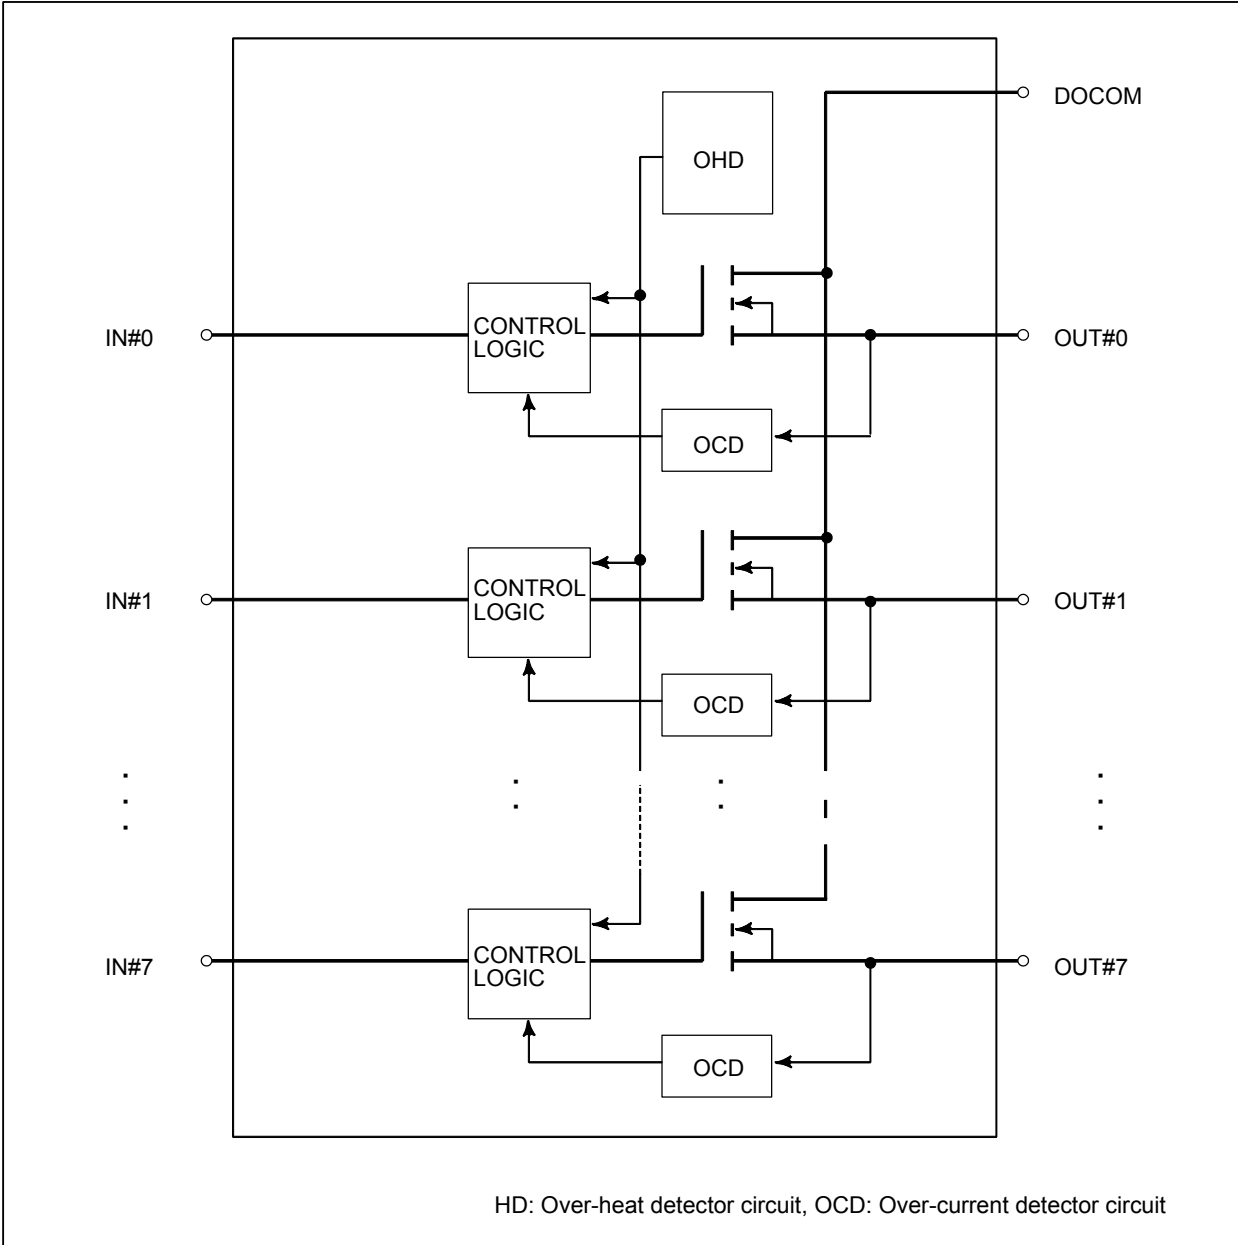 DOCOM
OHD
IN#0
CONTROL
LOGIC
OUT#0
OCD
IN#1
CONTROL
LOGIC
OUT#1
OCD
IN#7
CONTROL
LOGIC
OUT#7
OCD
HD: Over-heat detector circuit, OCD: Over-current detector circuit